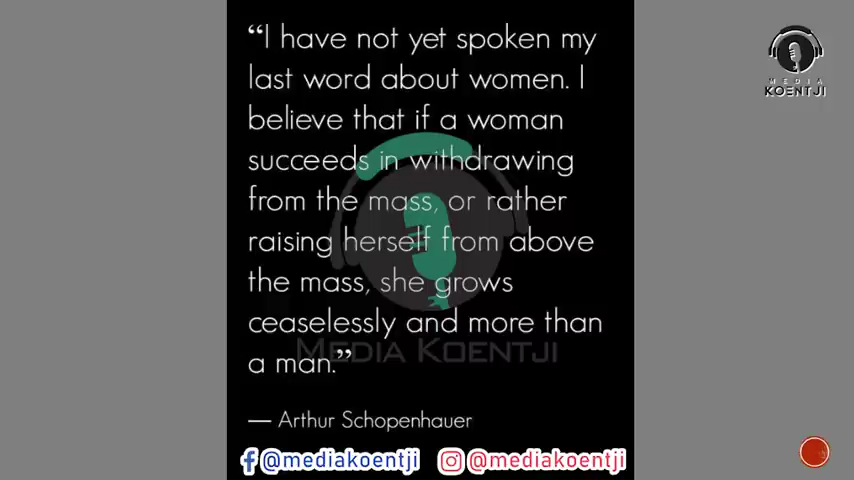 “I have not yet spoken my
last word about women. I
believe that if a woman
succeeds in withdrawing
from the mass, or rather
raising herself from above
the mass, she grows
ceaselessly and more than
a man.”
— Arthur Schopenhauer
MEDIA KOENTJI
@mediakoentji @mediakoentji
MEDIA
KOENTJI